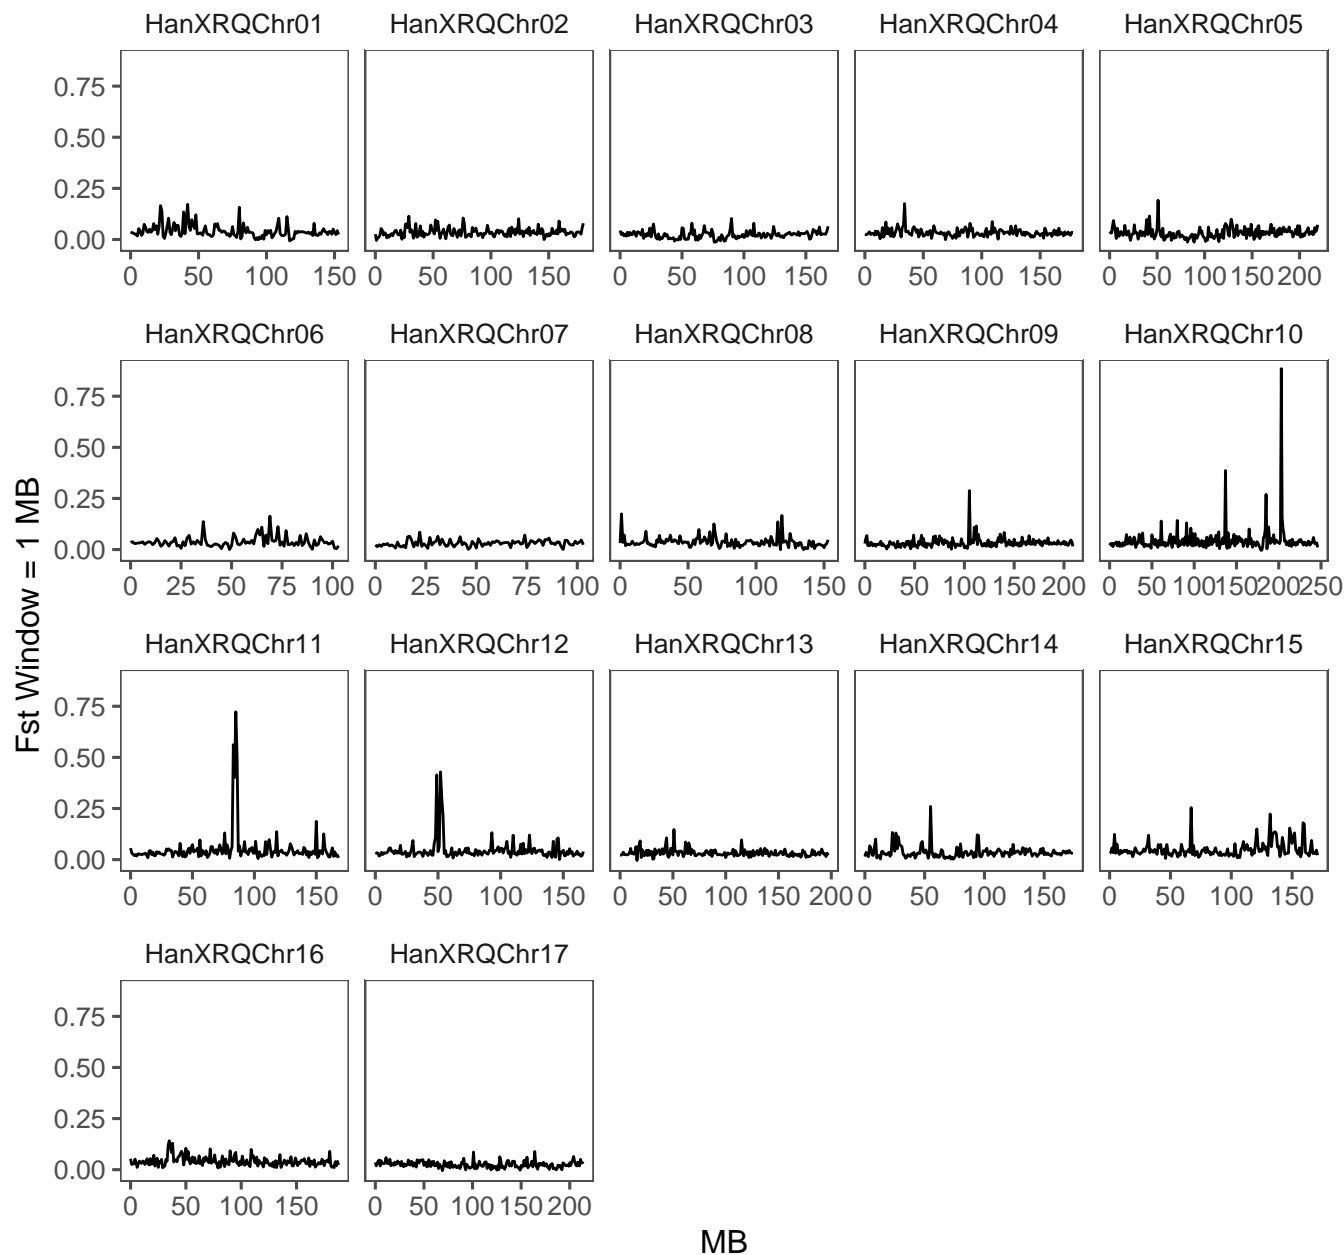 HanXRQChr01 HanXRQChr02 HanXRQChr03 HanXRQChr04 HanXRQChr05
0.75
0.50
0.25
0.00
0 50 100 150 0 50 100 150 0 50 100 150 0 50 100 150 0 50 100 150 200
HanXRQChr06 HanXRQChr07 HanXRQChr08 HanXRQChr09 HanXRQChr10
0.75
0.50
0.25
0.00
0 25 50 75 100 0 25 50 75 100 0 50 100 150 0 50 100 150 200 0 50 100 150 200 250
Fst Window = 1 MB
HanXRQChr11 HanXRQChr12 HanXRQChr13 HanXRQChr14 HanXRQChr15
0.75
0.50
0.25
0.00
0 50 100 150 0 50 100 150 0 50 100 150 200 0 50 100 150 0 50 100 150
HanXRQChr16 HanXRQChr17
0.75
0.50
0.25
0.00
0 50 100 150 0 50 100 150 200
MB